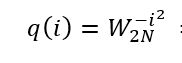 q(i) = W_{2N}^{-i^2} :